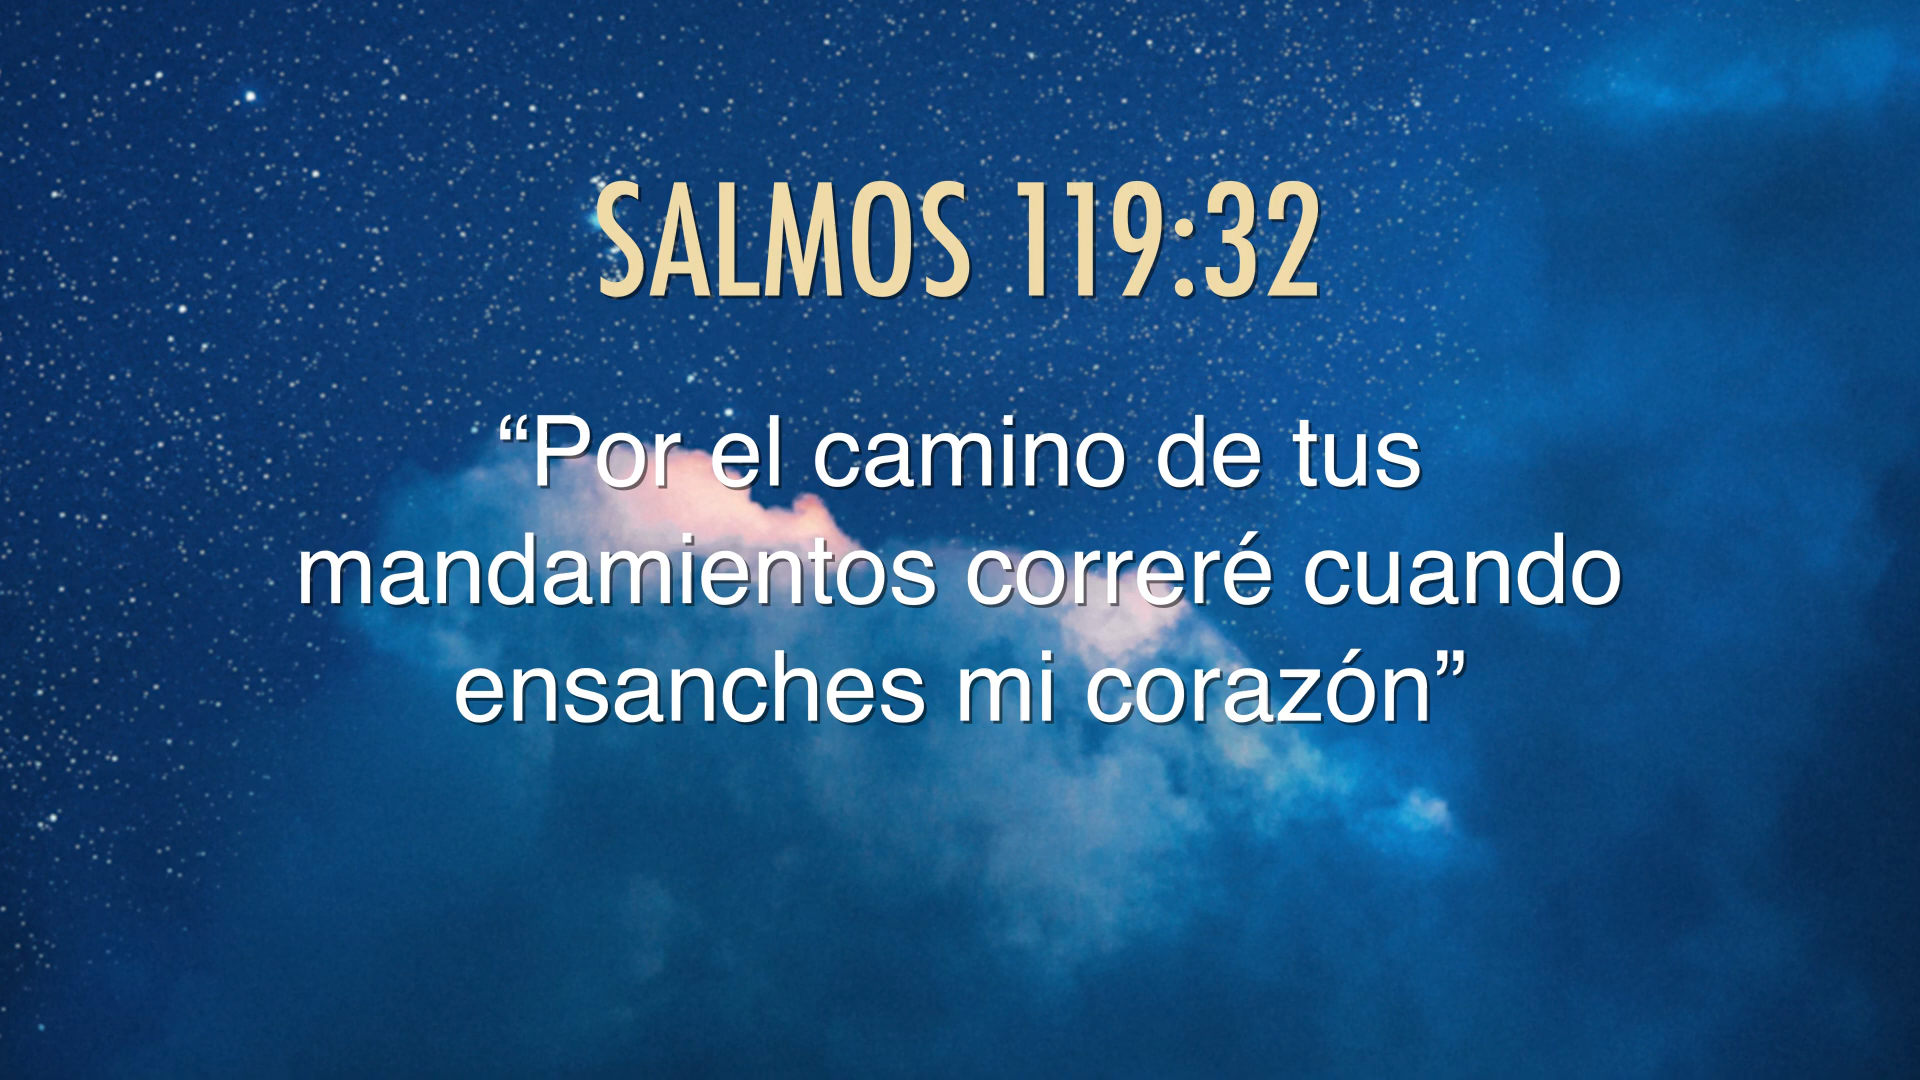 SALMOS 119:32
“Por el camino de tus
mandamientos correré cuando
ensanches mi corazón”